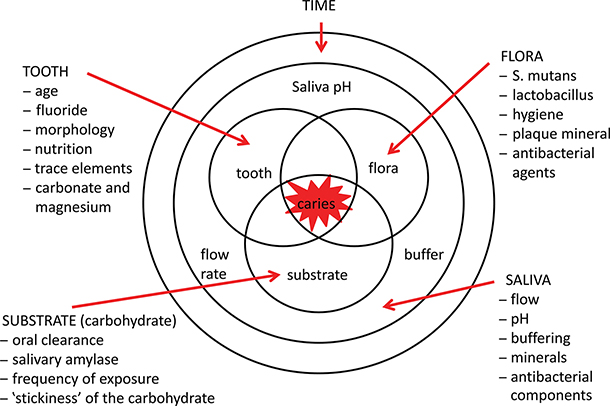 TIME
TOOTH
– age
– fluoride
– morphology
– nutrition
– trace elements
– carbonate and
magnesium
FLORA
– S. mutans
– lactobacillus
– hygiene
– plaque mineral
– antibacterial
agents
Saliva pH
tooth
flora
caries
flow
rate
substrate
buffer
SUBSTRATE (carbohydrate)
– oral clearance
– salivary amylase
– frequency of exposure
– ‘stickiness’ of the carbohydrate
SALIVA
– flow
– pH
– buffering
– minerals
– antibacterial
components